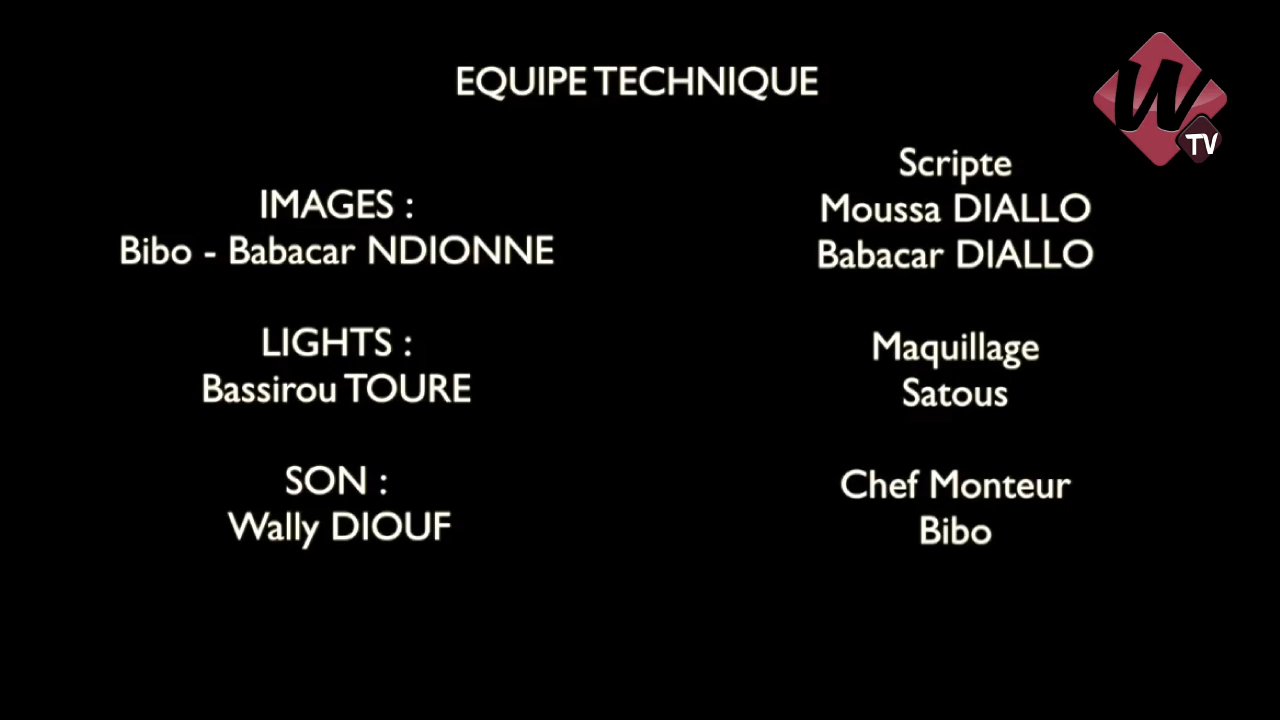 EQUIPE TECHNIQUE
IMAGES :
Bibo - Babacar NDIONNE
LIGHTS :
Bassirou TOURE
SON :
Wally DIOUF
Scripte
Moussa DIALLO
Babacar DIALLO
Maquillage
Satous
Chef Monteur
Bibo
W
TV